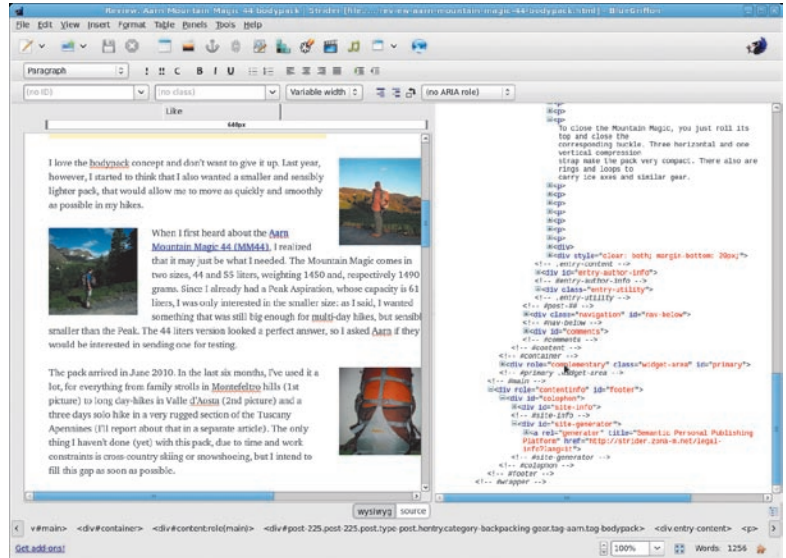 Review: Aarn Mountain Magic 44 bodypack | Strider [file:... ...review-aarn-mountain-magic-44-bodypack.html] - BlueGriffon
File Edit View Insert Format Table Panels Tools Help
Paragraph ! !! C B I U
(no ID) (no class) Variable width (no ARIA role)
Like
640px
I love the bodypack concept and don't want to give it up. Last year,
however, I started to think that I also wanted a smaller and sensibly
lighter pack, that would allow me to move as quickly and smoothly
as possible in my hikes.
When I first heard about the Aarn
Mountain Magic 44 (MM44), I realized
that it may just be what I needed. The Mountain Magic comes in
two sizes, 44 and 55 liters, weighting 1450 and, respectively 1490
grams. Since I already had a Peak Aspiration, whose capacity is 61
liters, I was only interested in the smaller size: as I said, I wanted
something that was still big enough for multi-day hikes, but sensibl
smaller than the Peak. The 44 liters version looked a perfect answer, so I asked Aarn if they
would be interested in sending one for testing.
The pack arrived in June 2010. In the last six months, I've used it a
lot, for everything from family strolls in Montefeltro hills (1st
picture) to long day-hikes in Valle d'Aosta (2nd picture) and a
three days solo hike in a very rugged section of the Tuscany
Apennines (I'll report about that in a separate article). The only
thing I haven't done (yet) with this pack, due to time and work
constraints is cross-country skiing or snowshoeing, but I intend to
fill this gap as soon as possible.
<p>
<p>
To close the Mountain Magic, you just roll its
top and close the
corresponding buckle. Three horizontal and one
vertical compression
strap make the pack very compact. There also are
rings and loops to
carry ice axes and similar gear.
<p>
<p>
<p>
<p>
<p>
<p>
<p>
<div>
<div style="clear: both; margin-bottom: 20px;">
<!-- .entry-content -->
<div id="entry-author-info">
<!-- #entry-author-info -->
<div class="entry-utility">
<!-- .entry-utility -->
<!-- #post-## -->
<div class="navigation" id="nav-below">
<!-- #nav-below -->
<div id="comments">
<!-- #comments -->
<!-- #content -->
<!-- #container -->
<div role="complementary" class="widget-area" id="primary">
<!-- #primary .widget-area -->
<!-- #main -->
<div role="contentinfo" id="footer">
<div id="colophon">
<div id="site-info">
<!-- #site-info -->
<div id="site-generator">
<a rel="generator" title="Semantic Personal Publishing
Platform" href="http://strider.zona-m.net/legal-
info?lang=it">
<!-- #site-generator -->
<!-- #colophon -->
<!-- #footer -->
<!-- #wrapper -->
wysiwyg source
v#main> <div#container> <div#content:role(main)> <div#post-225.post-225.post.type-post.hentry.category-backpacking-gear.tag-aarn.tag-bodypack> <div.entry-content> <p>
Get add-ons! 100% Words: 1256